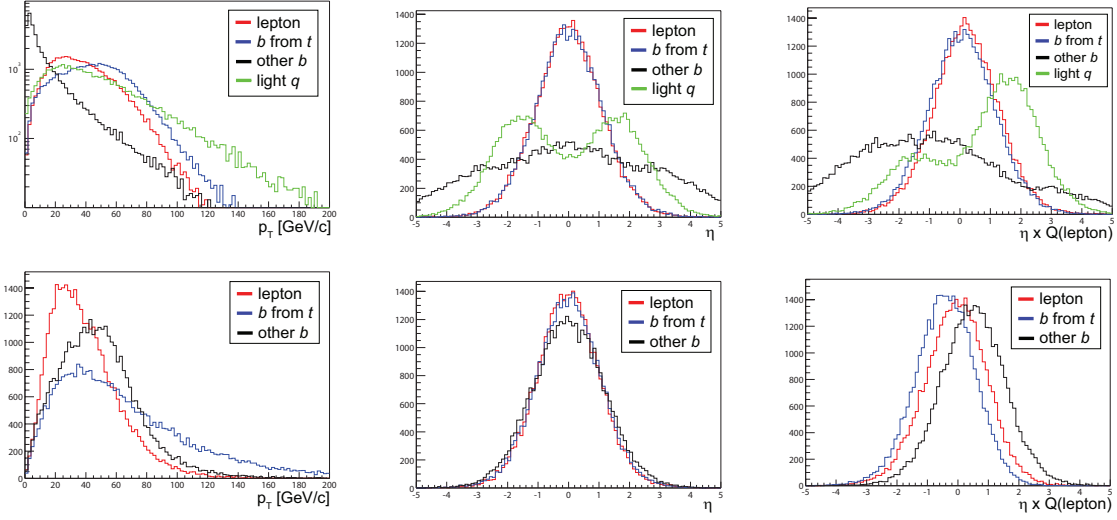 lepton
b from t
other b
light q
10³
10²
0 20 40 60 80 100 120 140 160 180 200
p_T [GeV/c]
1400
1200
1000
800
600
400
200
0
lepton
b from t
other b
light q
-5 -4 -3 -2 -1 0 1 2 3 4 5
η
1400
1200
1000
800
600
400
200
0
lepton
b from t
other b
light q
-5 -4 -3 -2 -1 0 1 2 3 4 5
η x Q(lepton)
1400
1200
1000
800
600
400
200
0
lepton
b from t
other b
0 20 40 60 80 100 120 140 160 180 200
p_T [GeV/c]
1400
1200
1000
800
600
400
200
0
lepton
b from t
other b
-5 -4 -3 -2 -1 0 1 2 3 4 5
η
1400
1200
1000
800
600
400
200
0
lepton
b from t
other b
-5 -4 -3 -2 -1 0 1 2 3 4 5
η x Q(lepton)